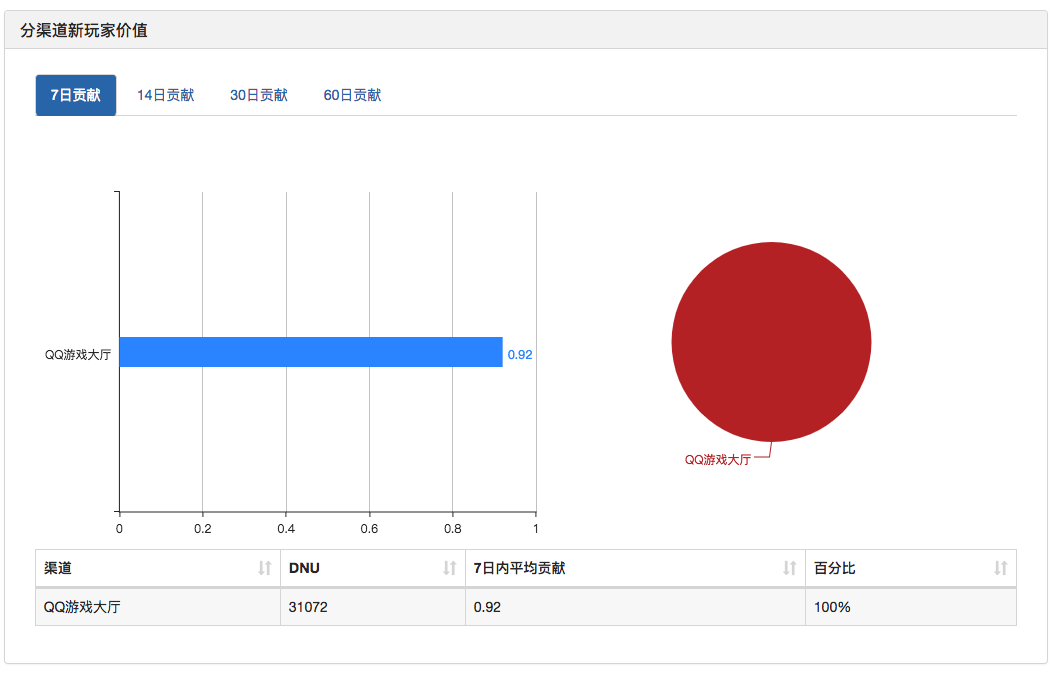 分渠道新玩家价值
7日贡献 14日贡献 30日贡献 60日贡献
QQ游戏大厅 0.92
QQ游戏大厅
0 0.2 0.4 0.6 0.8 1
渠道 DNU 7日内平均贡献 百分比
QQ游戏大厅 31072 0.92 100%